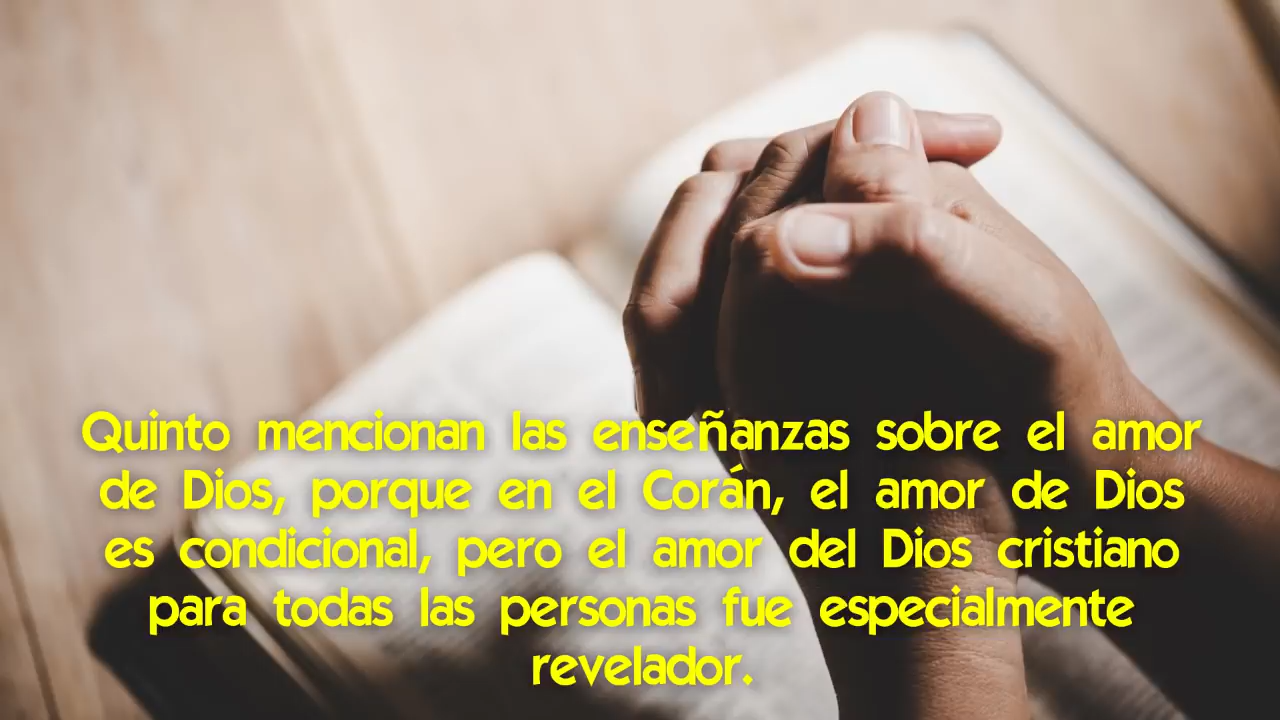 Quinto mencionan las enseñanzas sobre el amor
de Dios, porque en el Corán, el amor de Dios
es condicional, pero el amor del Dios cristiano
para todas las personas fue especialmente
revelador.